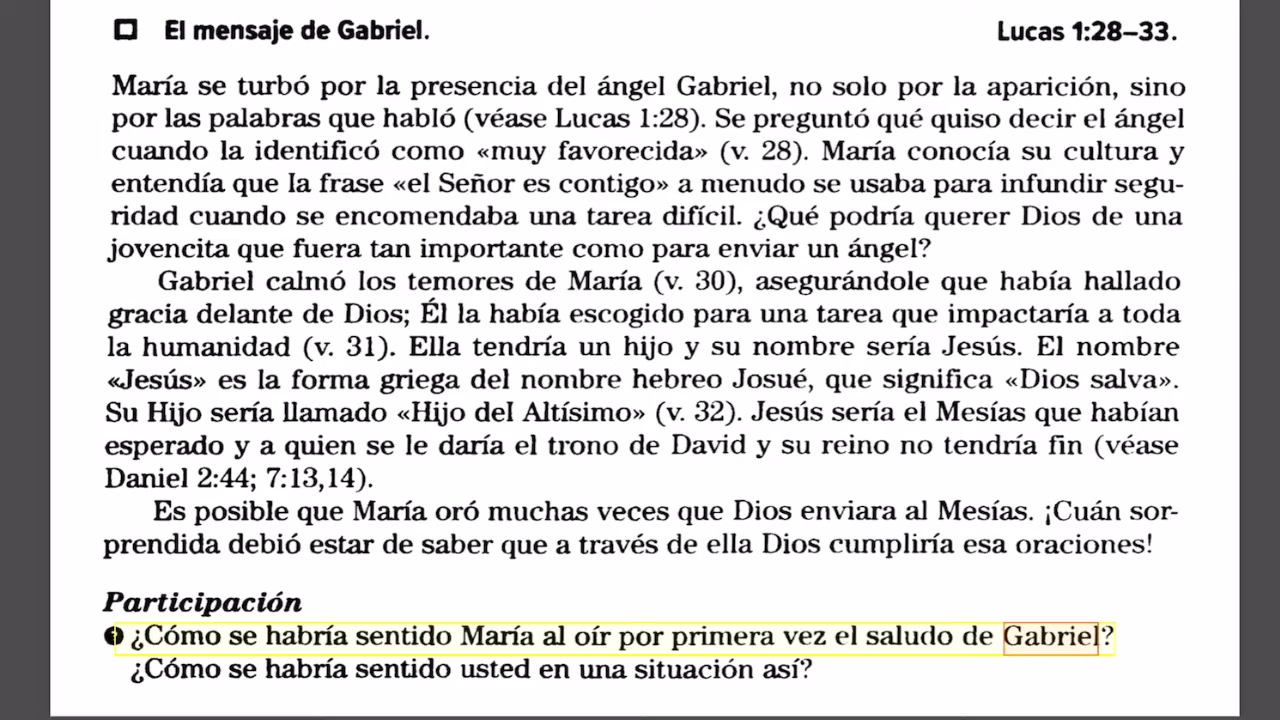 El mensaje de Gabriel. Lucas 1:28–33.
María se turbó por la presencia del ángel Gabriel, no solo por la aparición, sino
por las palabras que habló (véase Lucas 1:28). Se preguntó qué quiso decir el ángel
cuando la identificó como «muy favorecida» (v. 28). María conocía su cultura y
entendía que la frase «el Señor es contigo» a menudo se usaba para infundir segu-
ridad cuando se encomendaba una tarea difícil. ¿Qué podría querer Dios de una
jovencita que fuera tan importante como para enviar un ángel?
Gabriel calmó los temores de María (v. 30), asegurándole que había hallado
gracia delante de Dios; Él la había escogido para una tarea que impactaría a toda
la humanidad (v. 31). Ella tendría un hijo y su nombre sería Jesús. El nombre
«Jesús» es la forma griega del nombre hebreo Josué, que significa «Dios salva».
Su Hijo sería llamado «Hijo del Altísimo» (v. 32). Jesús sería el Mesías que habían
esperado y a quien se le daría el trono de David y su reino no tendría fin (véase
Daniel 2:44; 7:13,14).
Es posible que María oró muchas veces que Dios enviara al Mesías. ¡Cuán sor-
prendida debió estar de saber que a través de ella Dios cumpliría esa oraciones!
Participación
¿Cómo se habría sentido María al oír por primera vez el saludo de Gabriel?
¿Cómo se habría sentido usted en una situación así?